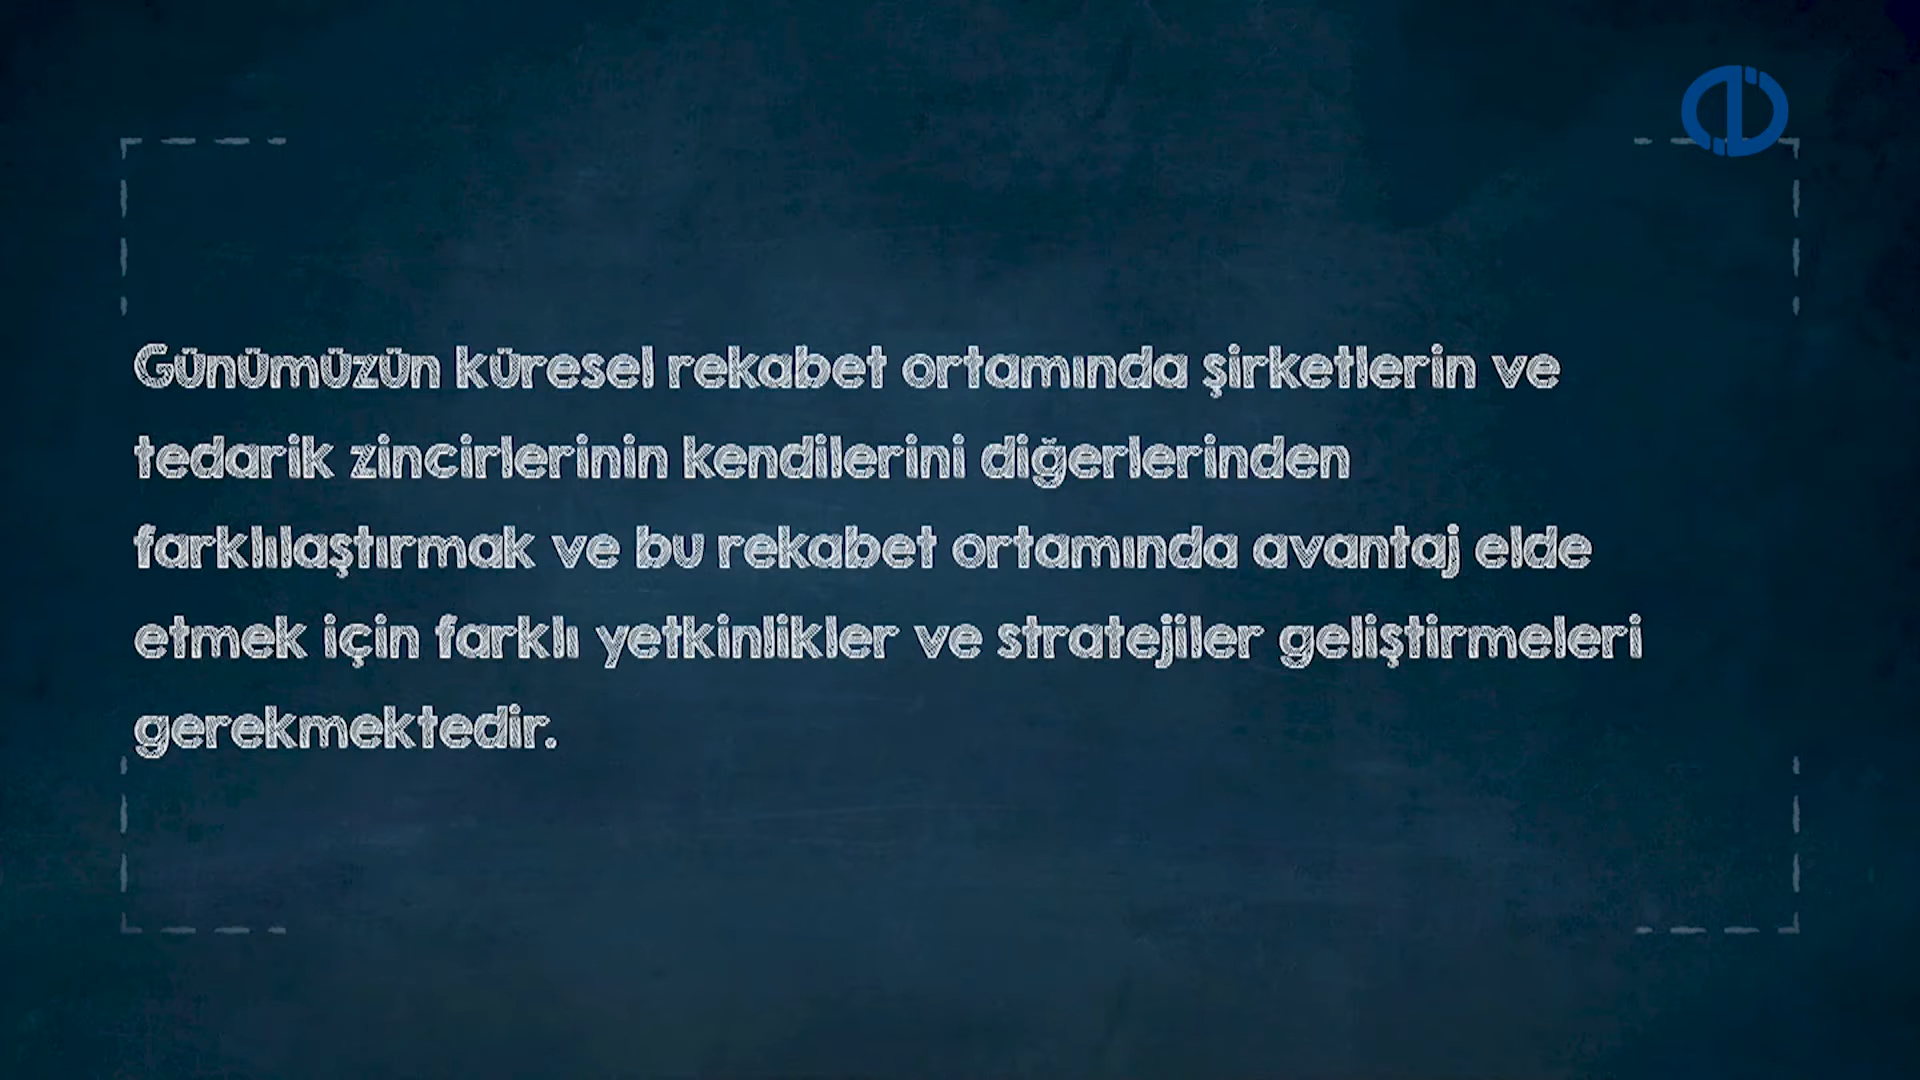 Günümüzün küresel rekabet ortamında şirketlerin ve
tedarik zincirlerinin kendilerini diğerlerinden
farklılaştırmak ve bu rekabet ortamında avantaj elde
etmek için farklı yetkinlikler ve stratejiler geliştirmeleri
gerekmektedir.